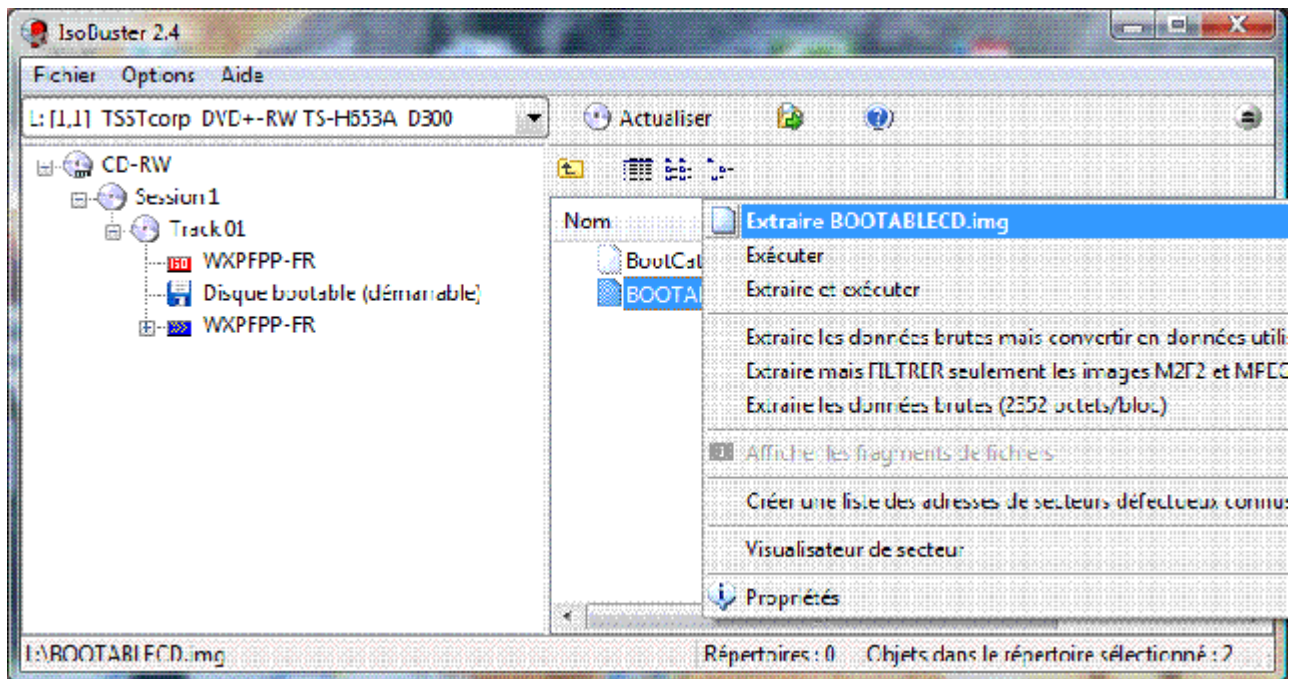 IsoBuster 2.4
Fichier Options Aide
L: [1,1] TSSTcorp DVD+-RW TS-H653A D300
Actualiser
CD-RW
Session 1
Track 01
WXPFPP-FR
Disque bootable (démarrable)
WXPFPP-FR
Nom
BootCat
BOOTA
Extraire BOOTABLECD.img
Exécuter
Extraire et exécuter
Extraire les données brutes mais convertir en données utili
Extraire mais FILTRER seulement les images M2F2 et MPEG
Extraire les données brutes (2352 octets/bloc)
Afficher les fragments de fichiers
Créer une liste des adresses de secteurs défectueux connus
Visualisateur de secteur
Propriétés
L:\BOOTABLECD.img
Répertoires : 0 Objets dans le répertoire sélectionné : 2